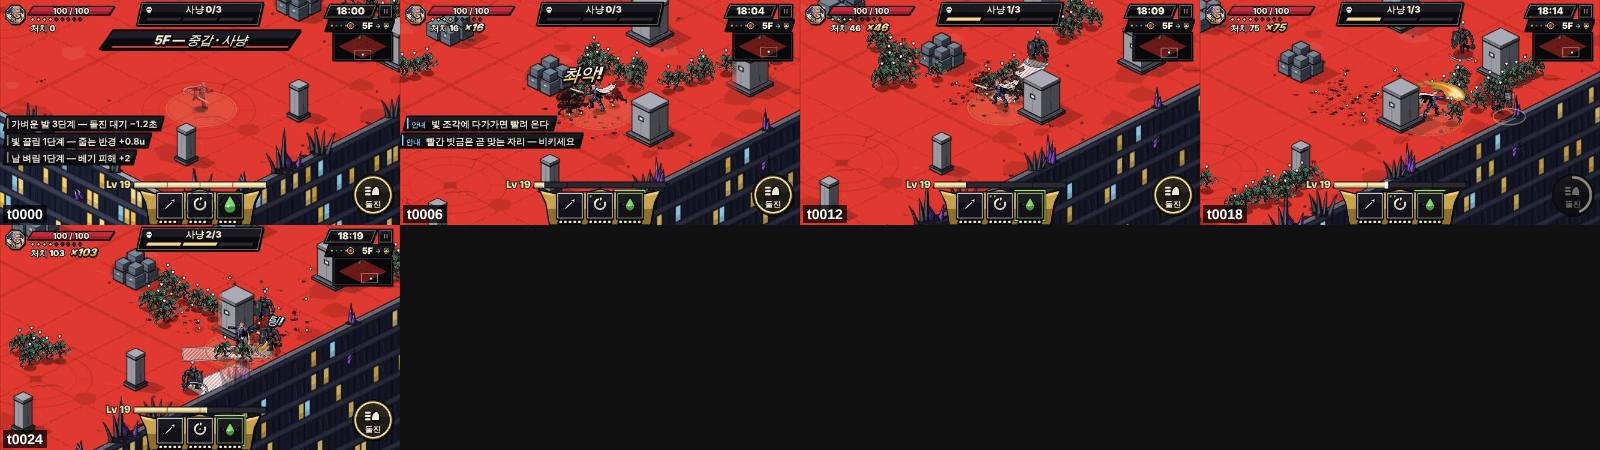 100 / 100
처치 0
사냥 0/3
18:00
5F
5F — 중갑 · 사냥
가벼운 발 3단계 — 돌진 대기 −1.2초
빛 끌림 1단계 — 줍는 반경 +0.8u
날 벼림 1단계 — 베기 피해 +2
Lv 19
돌진
t0000
100 / 100
처치 16 ×16
사냥 0/3
18:04
5F
촤악!
안내 빛 조각에 다가가면 빨려 온다
안내 빨간 빗금은 곧 맞는 자리 — 비키세요
Lv 19
돌진
t0006
100 / 100
처치 46 ×46
사냥 1/3
18:09
5F
Lv 19
돌진
t0012
100 / 100
처치 75 ×75
사냥 1/3
18:14
5F
Lv 19
돌진
t0018
100 / 100
처치 103 ×103
사냥 2/3
18:19
5F
팅!
Lv 19
돌진
t0024